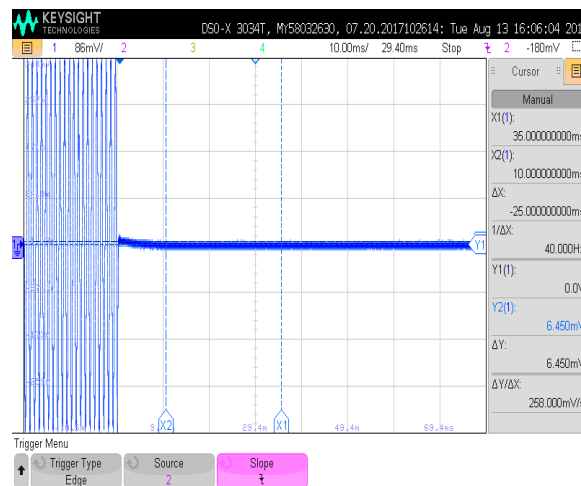 KEYSIGHT
TECHNOLOGIES
DSO-X 3034T, MY58032630, 07.20.2017102614: Tue Aug 13 16:06:04 201
1 86mV/ 2 3 4 10.00ms/ 29.40ms Stop 2 -180mV
Cursor
Manual
X1(1):
35.000000000ms
X2(1):
10.000000000ms
ΔX:
-25.000000000ms
1/ΔX:
40.000Hz
Y1(1):
0.0V
Y2(1):
6.450mV
ΔY:
6.450mV
ΔY/ΔX:
258.000mV/s
Y1
X2 X1
29.4m 49.4m 69.4ms
Trigger Menu
Trigger Type Source Slope
Edge 2